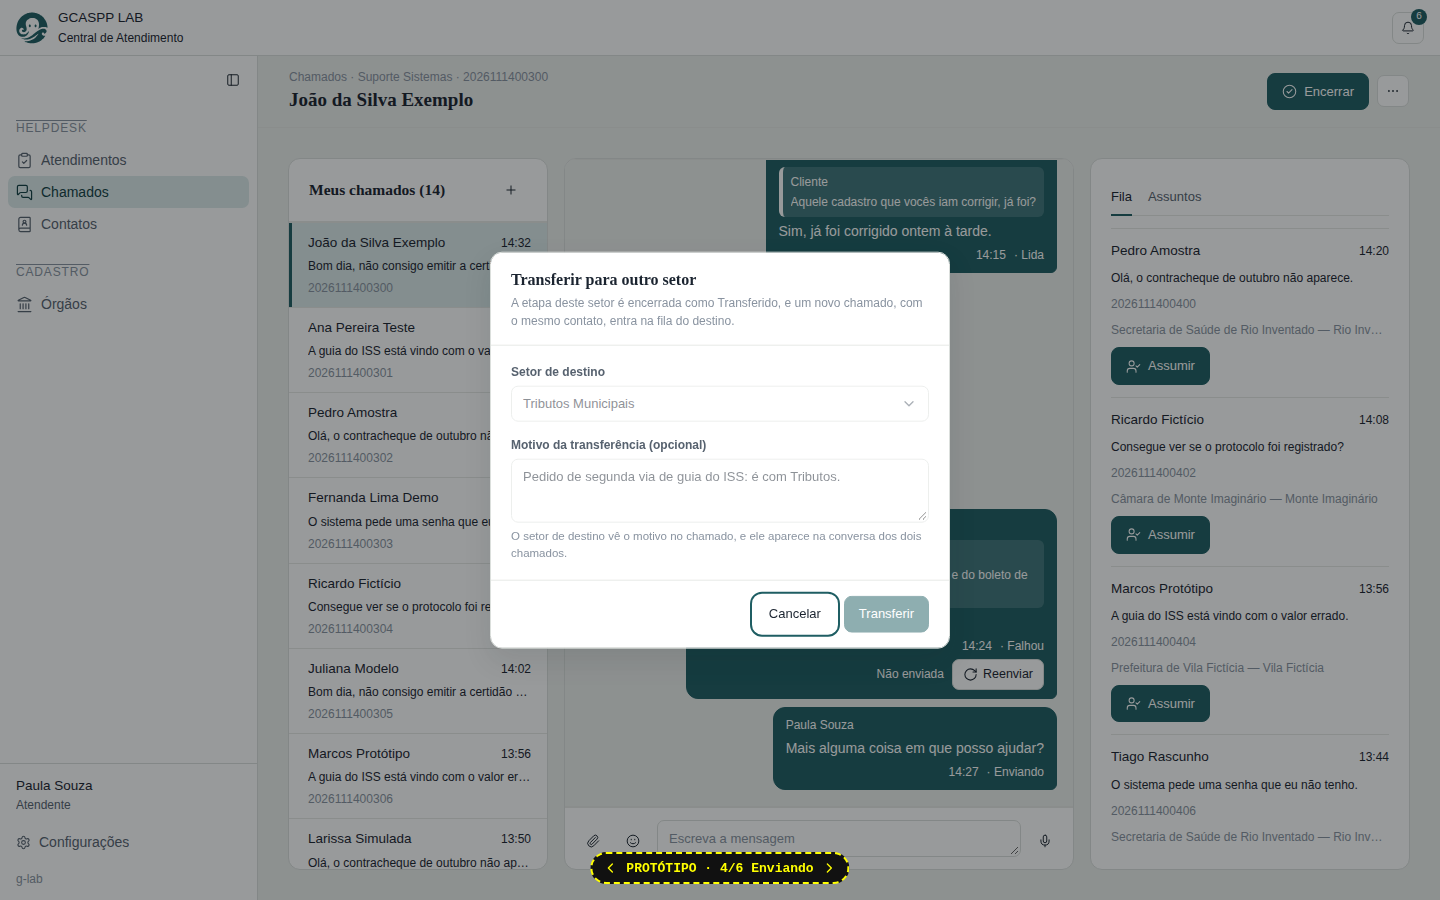 GCASPP LAB
Central de Atendimento
6
HELPDESK
Atendimentos
Chamados
Contatos
CADASTRO
Órgãos
Paula Souza
Atendente
Configurações
g-lab
Chamados · Suporte Sistemas · 2026111400300
João da Silva Exemplo
Encerrar
Meus chamados (14)
João da Silva Exemplo 14:32
Bom dia, não consigo emitir a cert
2026111400300
Ana Pereira Teste
A guia do ISS está vindo com o va
2026111400301
Pedro Amostra
Olá, o contracheque de outubro nã
2026111400302
Fernanda Lima Demo
O sistema pede uma senha que eu
2026111400303
Ricardo Fictício
Consegue ver se o protocolo foi re
2026111400304
Juliana Modelo 14:02
Bom dia, não consigo emitir a certidão ...
2026111400305
Marcos Protótipo 13:56
A guia do ISS está vindo com o valor er...
2026111400306
Larissa Simulada 13:50
Olá, o contracheque de outubro não ap...
Cliente
Aquele cadastro que vocês iam corrigir, já foi?
Sim, já foi corrigido ontem à tarde.
14:15 · Lida
Transferir para outro setor
A etapa deste setor é encerrada como Transferido, e um novo chamado, com
o mesmo contato, entra na fila do destino.
Setor de destino
Tributos Municipais
Motivo da transferência (opcional)
Pedido de segunda via de guia do ISS: é com Tributos.
O setor de destino vê o motivo no chamado, e ele aparece na conversa dos dois
chamados.
Cancelar
Transferir
e do boleto de
14:24 · Falhou
Não enviada
Reenviar
Paula Souza
Mais alguma coisa em que posso ajudar?
14:27 · Enviando
Escreva a mensagem
PROTÓTIPO · 4/6 Enviando
Fila Assuntos
Pedro Amostra 14:20
Olá, o contracheque de outubro não aparece.
2026111400400
Secretaria de Saúde de Rio Inventado — Rio Inv...
Assumir
Ricardo Fictício 14:08
Consegue ver se o protocolo foi registrado?
2026111400402
Câmara de Monte Imaginário — Monte Imaginário
Assumir
Marcos Protótipo 13:56
A guia do ISS está vindo com o valor errado.
2026111400404
Prefeitura de Vila Fictícia — Vila Fictícia
Assumir
Tiago Rascunho 13:44
O sistema pede uma senha que eu não tenho.
2026111400406
Secretaria de Saúde de Rio Inventado — Rio Inv...